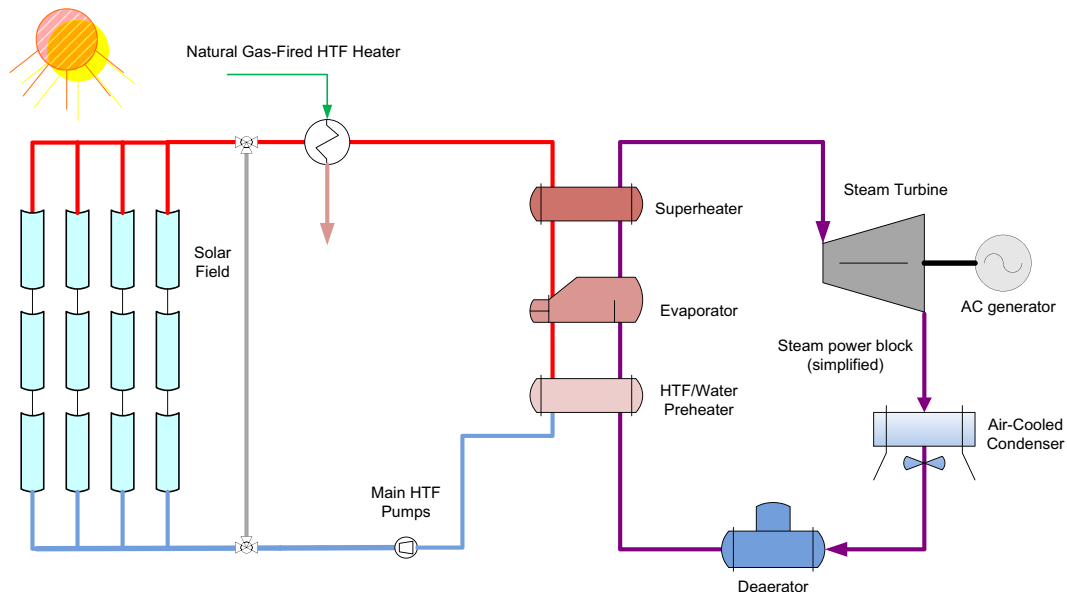 Natural Gas-Fired HTF Heater
Steam Turbine
Superheater
Solar
Field
Evaporator
AC generator
Steam power block
(simplified)
HTF/Water
Preheater
Air-Cooled
Condenser
Main HTF
Pumps
Deaerator